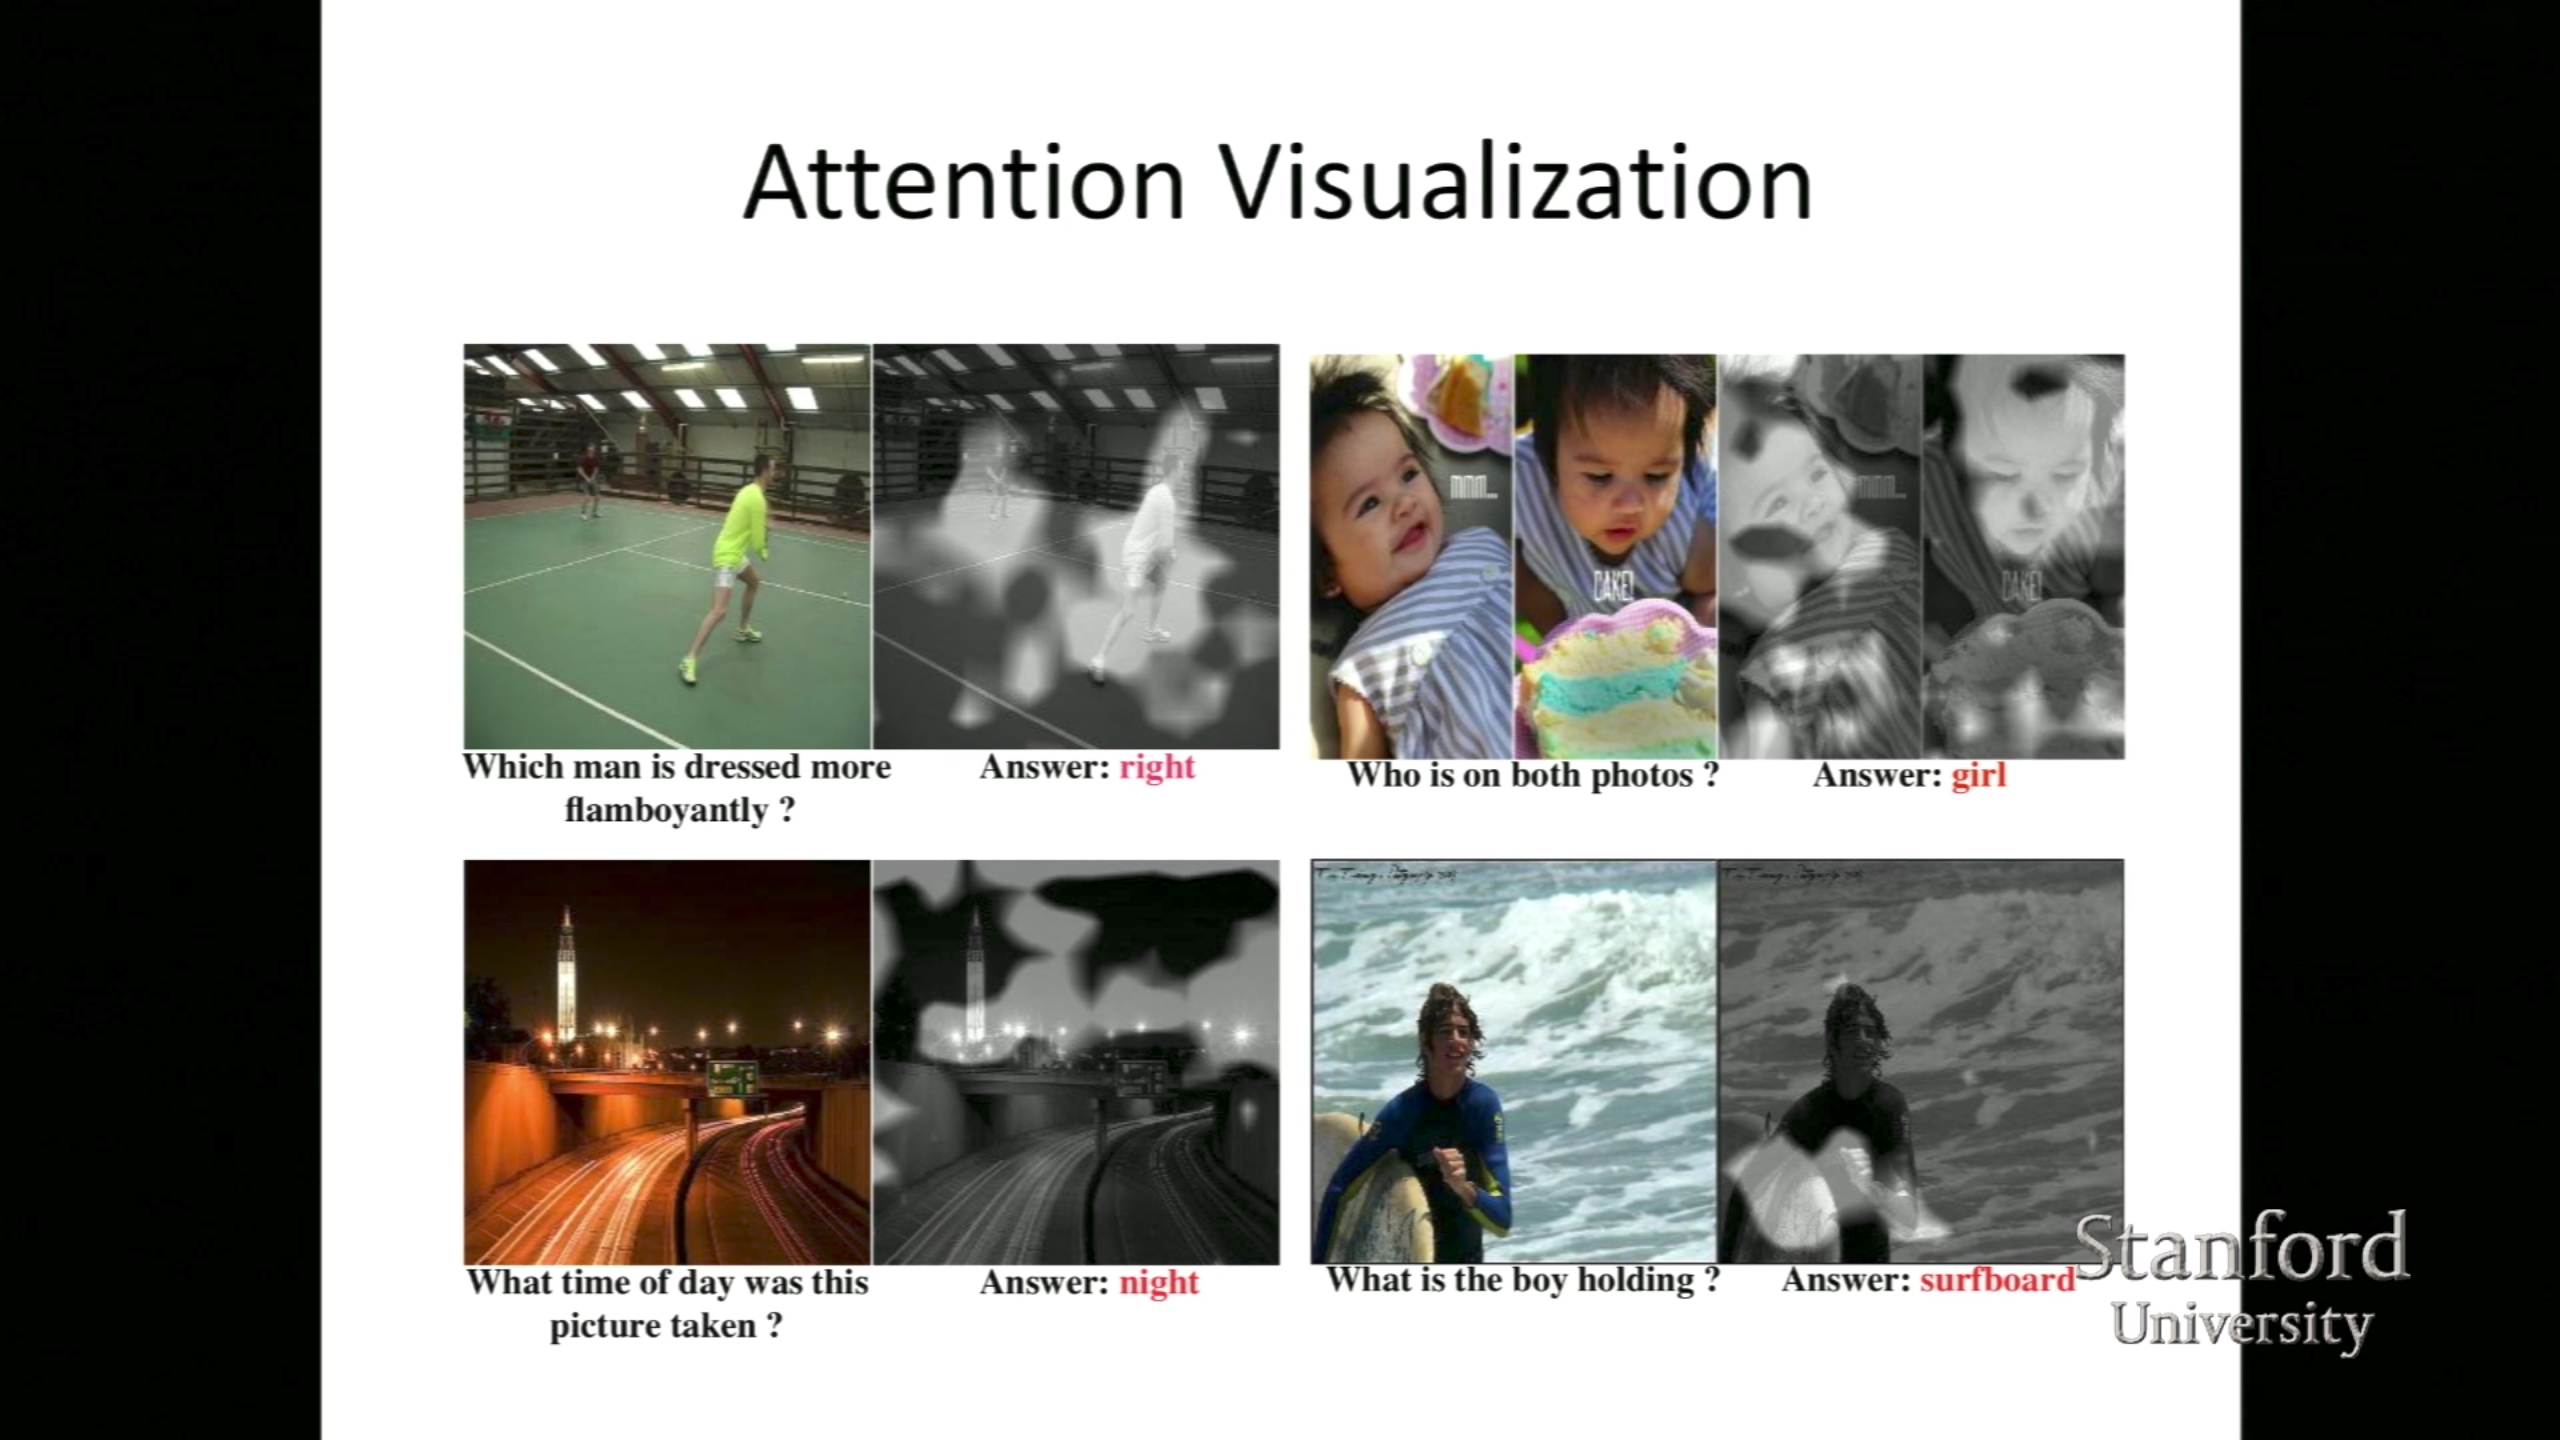 Attention Visualization
mmm...
CAKE!
mmm...
CAKE!
Which man is dressed more
flamboyantly ?
Answer: right
Who is on both photos ?
Answer: girl
What time of day was this
picture taken ?
Answer: night
What is the boy holding ?
Answer: surfboard
Stanford
University